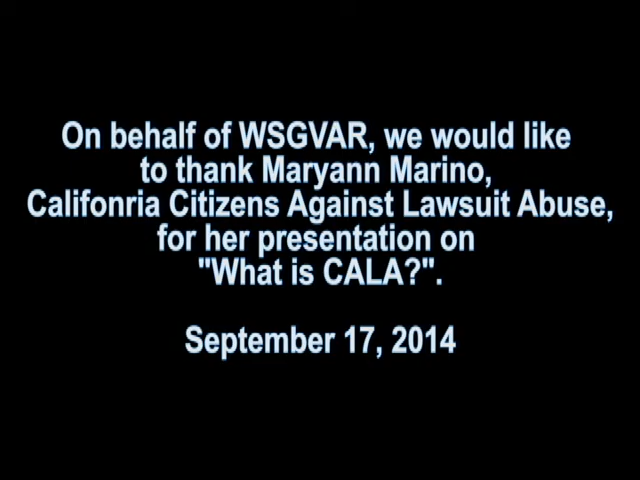 On behalf of WSGVAR, we would like
to thank Maryann Marino,
Califonria Citizens Against Lawsuit Abuse,
for her presentation on
"What is CALA?".
September 17, 2014